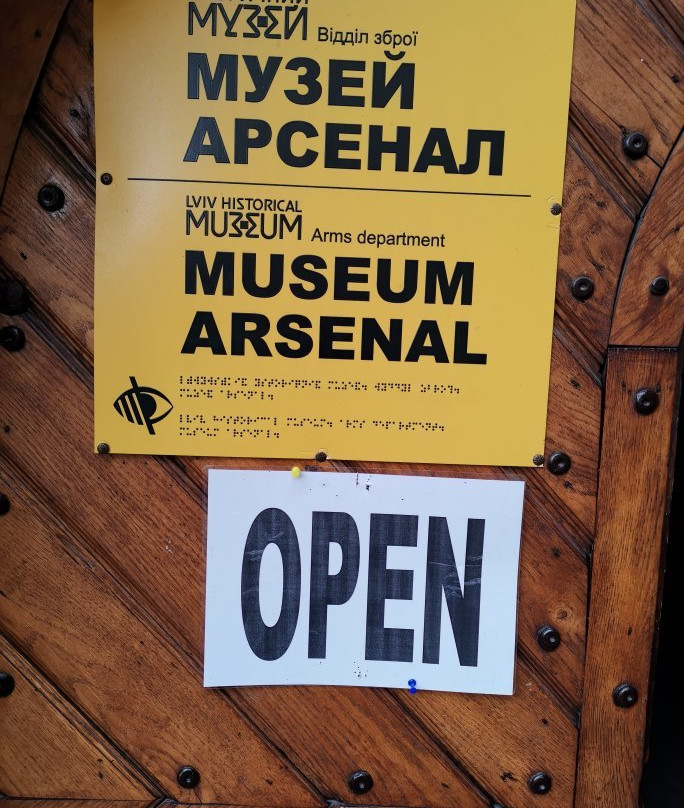 МУЗЕЙ Відділ зброї
МУЗЕЙ
АРСЕНАЛ
LVIV HISTORICAL
MUSEUM Arms department
MUSEUM
ARSENAL
OPEN